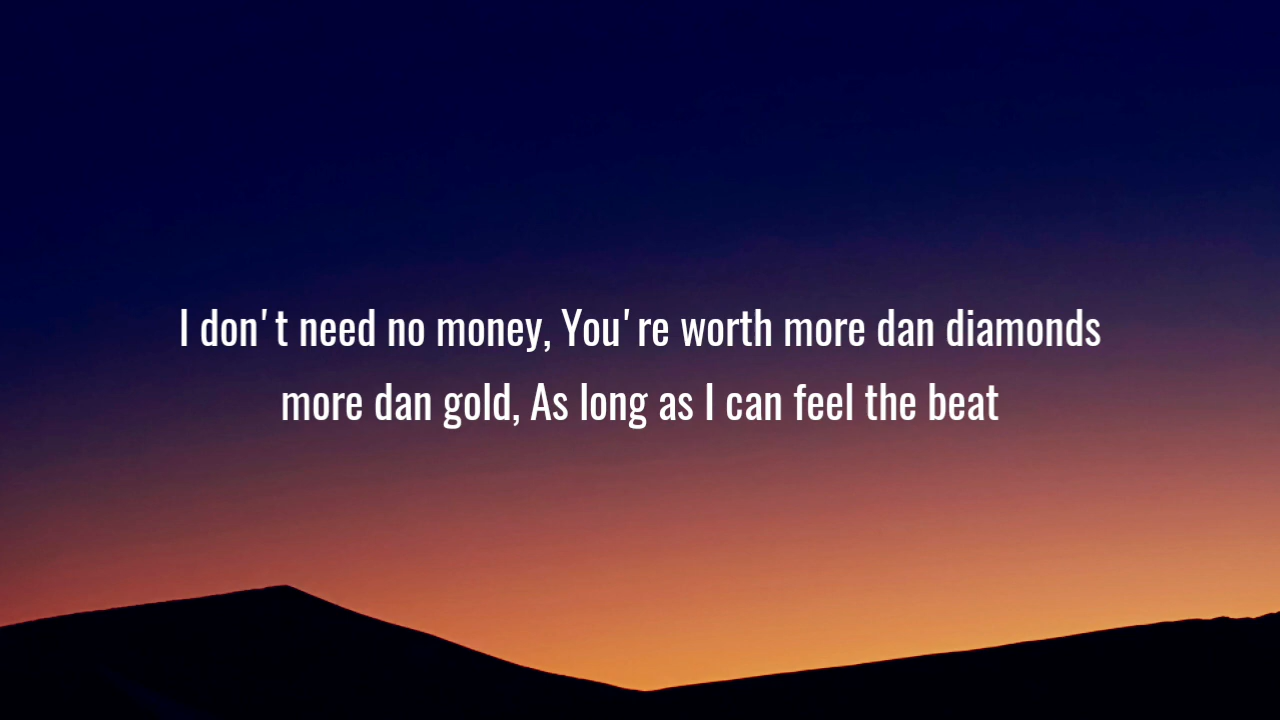 I don't need no money, You're worth more dan diamonds
more dan gold, As long as I can feel the beat